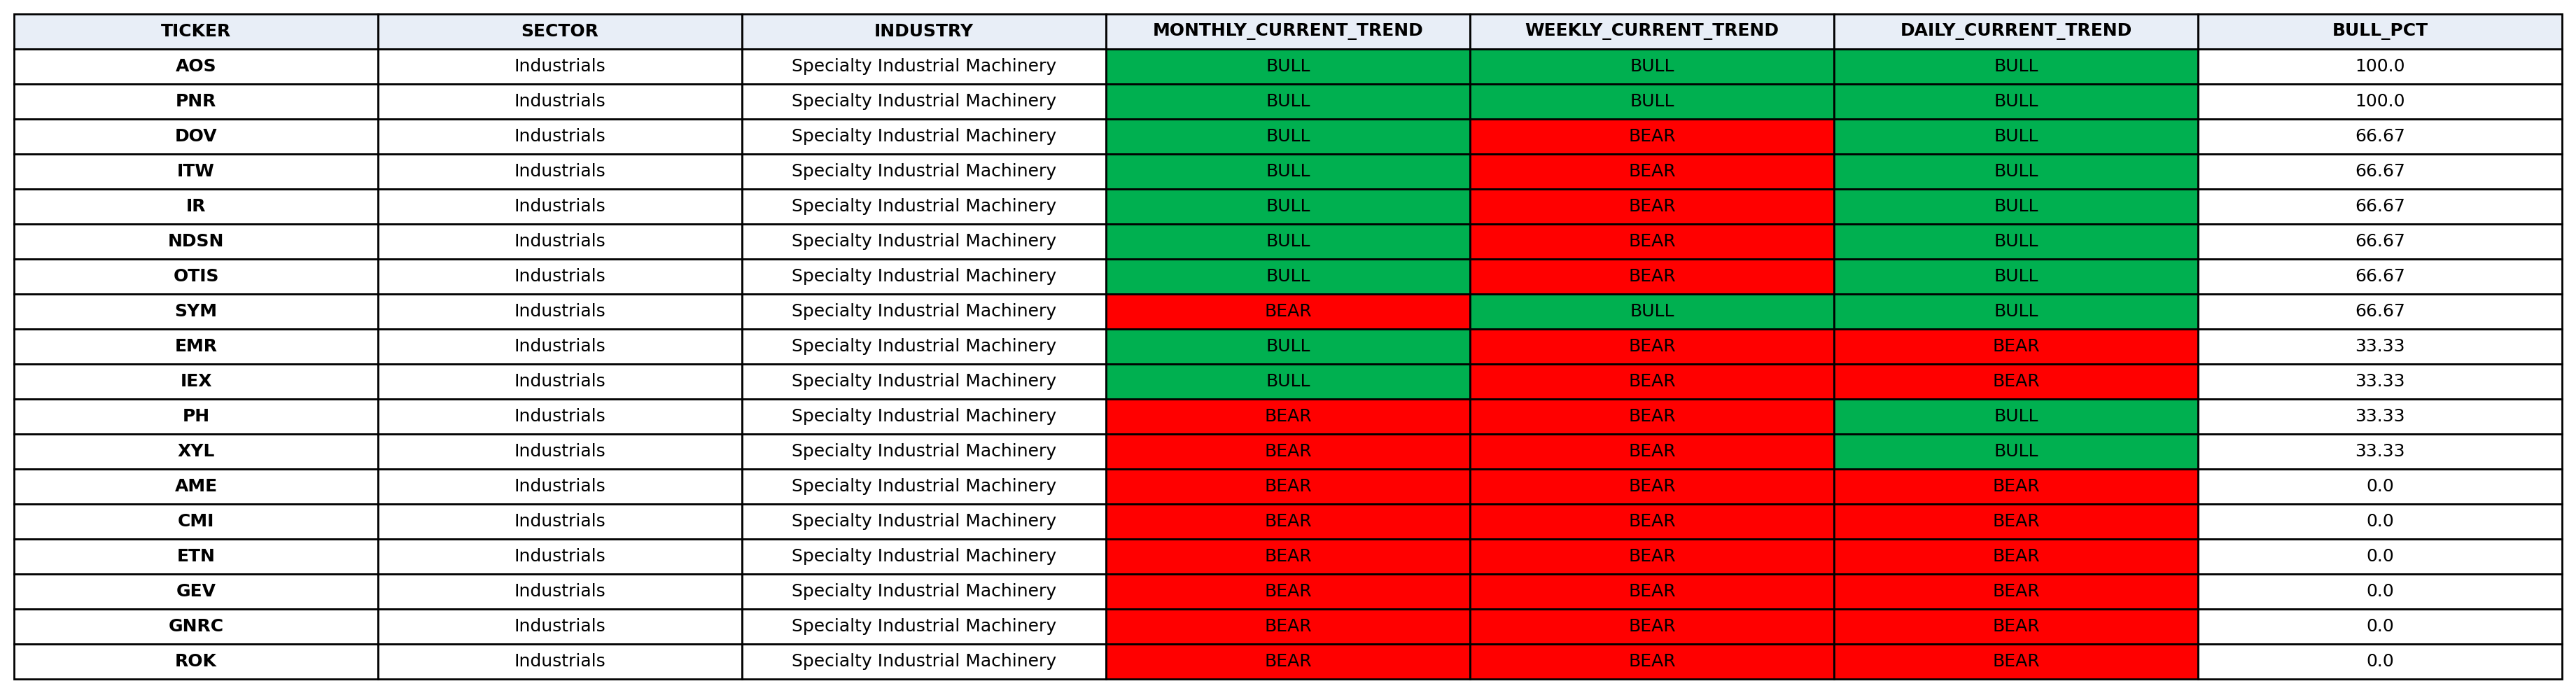 TICKER SECTOR INDUSTRY MONTHLY_CURRENT_TREND WEEKLY_CURRENT_TREND DAILY_CURRENT_TREND BULL_PCT
AOS Industrials Specialty Industrial Machinery BULL BULL BULL 100.0
PNR Industrials Specialty Industrial Machinery BULL BULL BULL 100.0
DOV Industrials Specialty Industrial Machinery BULL BEAR BULL 66.67
ITW Industrials Specialty Industrial Machinery BULL BEAR BULL 66.67
IR Industrials Specialty Industrial Machinery BULL BEAR BULL 66.67
NDSN Industrials Specialty Industrial Machinery BULL BEAR BULL 66.67
OTIS Industrials Specialty Industrial Machinery BULL BEAR BULL 66.67
SYM Industrials Specialty Industrial Machinery BEAR BULL BULL 66.67
EMR Industrials Specialty Industrial Machinery BULL BEAR BEAR 33.33
IEX Industrials Specialty Industrial Machinery BULL BEAR BEAR 33.33
PH Industrials Specialty Industrial Machinery BEAR BEAR BULL 33.33
XYL Industrials Specialty Industrial Machinery BEAR BEAR BULL 33.33
AME Industrials Specialty Industrial Machinery BEAR BEAR BEAR 0.0
CMI Industrials Specialty Industrial Machinery BEAR BEAR BEAR 0.0
ETN Industrials Specialty Industrial Machinery BEAR BEAR BEAR 0.0
GEV Industrials Specialty Industrial Machinery BEAR BEAR BEAR 0.0
GNRC Industrials Specialty Industrial Machinery BEAR BEAR BEAR 0.0
ROK Industrials Specialty Industrial Machinery BEAR BEAR BEAR 0.0